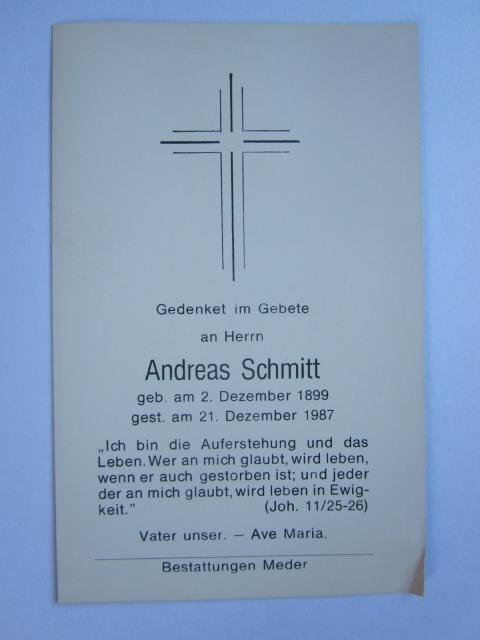 Gedenket im Gebete
an Herrn
Andreas Schmitt
geb. am 2. Dezember 1899
gest. am 21. Dezember 1987
„Ich bin die Auferstehung und das
Leben. Wer an mich glaubt, wird leben,
wenn er auch gestorben ist; und jeder
der an mich glaubt, wird leben in Ewig-
keit.” (Joh. 11/25-26)
Vater unser. – Ave Maria.
Bestattungen Meder